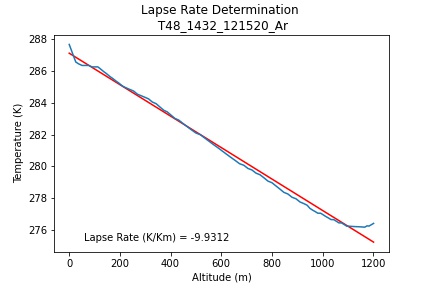 Lapse Rate Determination
T48_1432_121520_Ar
288
286
284
282
280
278
276
Temperature (K)
Lapse Rate (K/Km) = -9.9312
0 200 400 600 800 1000 1200
Altitude (m)